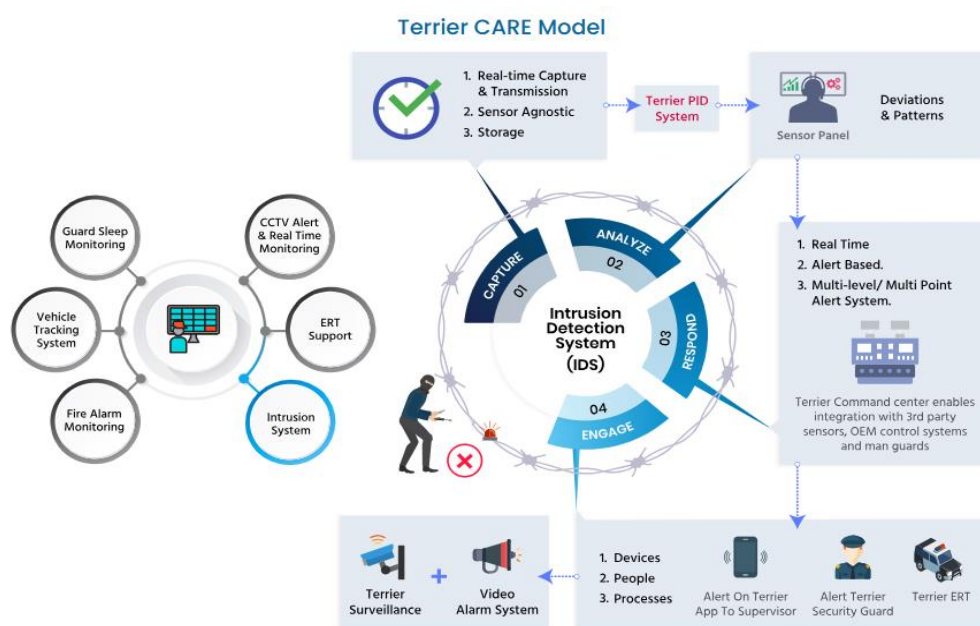 Terrier CARE Model
1. Real-time Capture
& Transmission
2. Sensor Agnostic
3. Storage
Terrier PID
System
Sensor Panel
Deviations
& Patterns
Guard Sleep
Monitoring
CCTV Alert
& Real Time
Monitoring
Vehicle
Tracking
System
ERT
Support
Fire Alarm
Monitoring
Intrusion
System
CAPTURE
01
ANALYZE
02
RESPOND
03
ENGAGE
04
Intrusion
Detection
System
(IDS)
1. Real Time
2. Alert Based.
3. Multi-level/ Multi Point
Alert System.
Terrier Command center enables
integration with 3rd party
sensors, OEM control systems
and man guards
Terrier
Surveillance
+
Video
Alarm System
1. Devices
2. People
3. Processes
Alert On Terrier
App To Supervisor
Alert Terrier
Security Guard
Terrier ERT